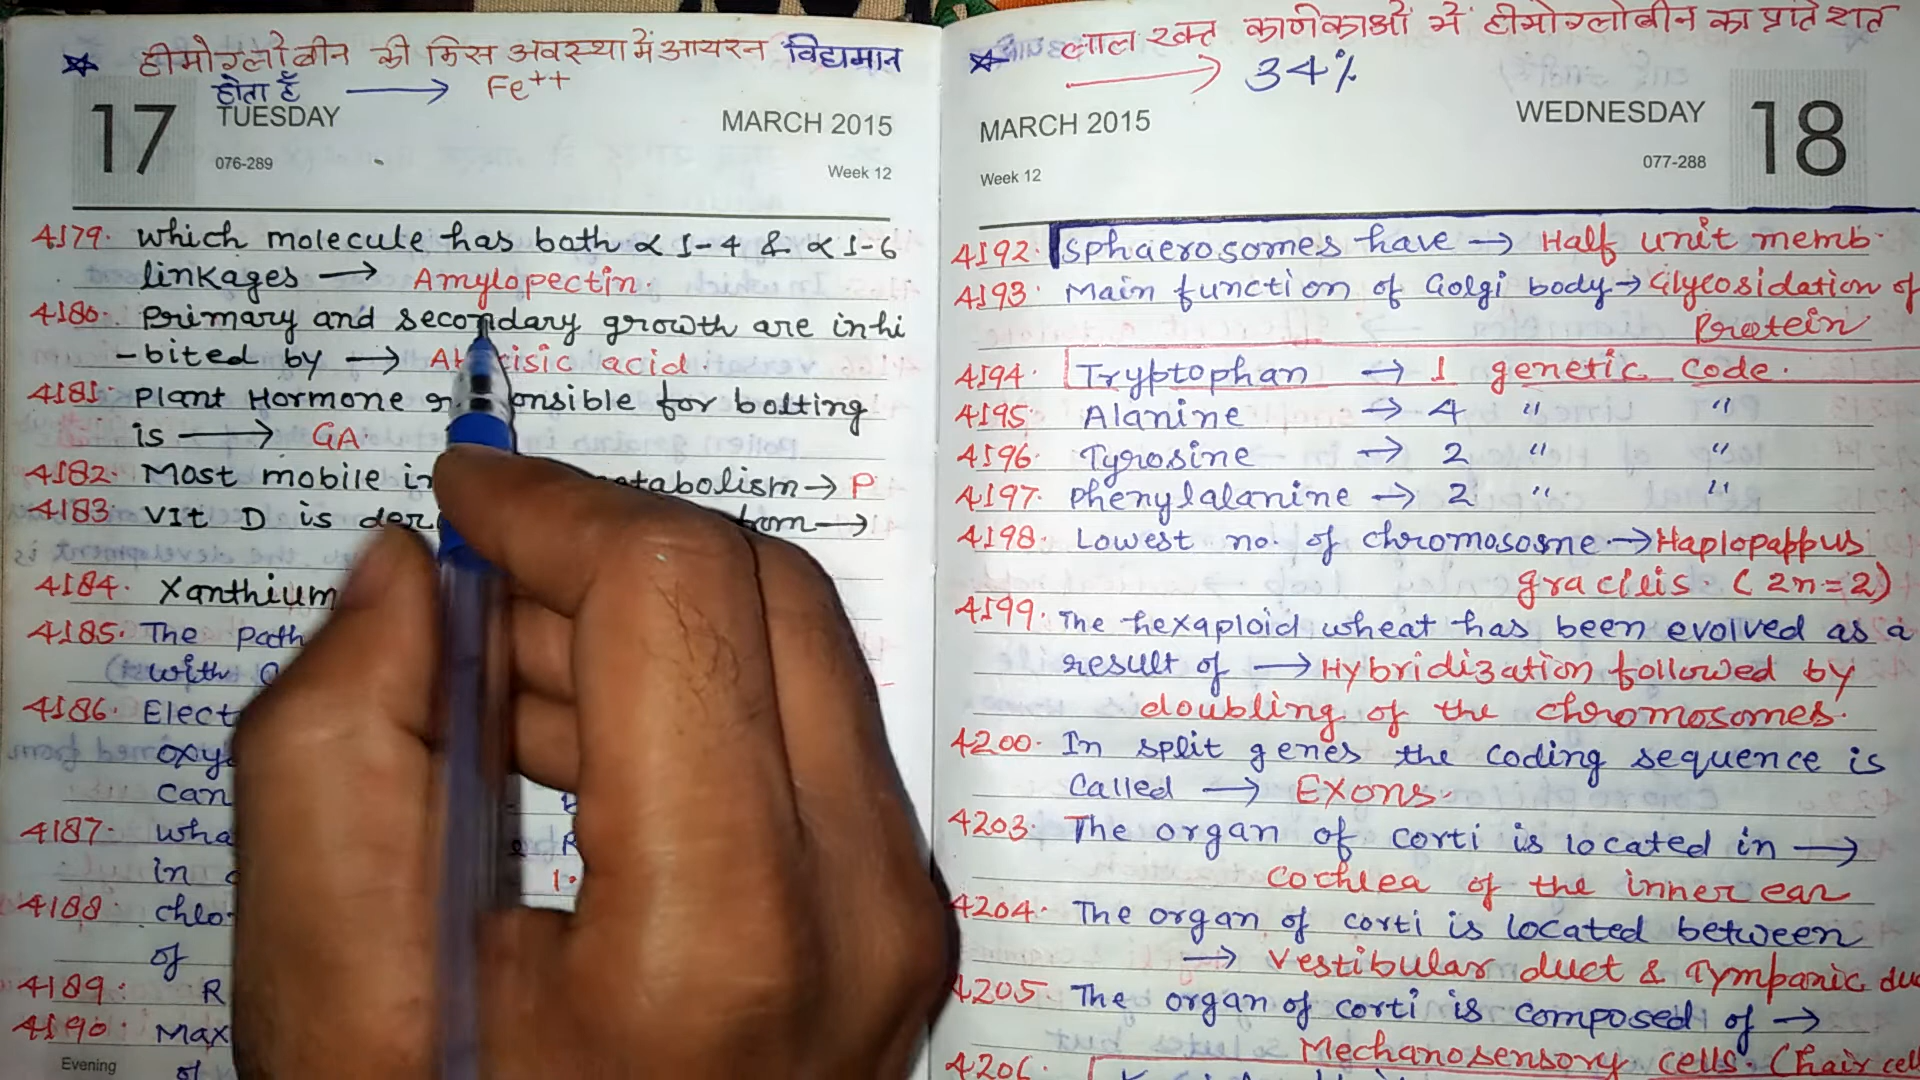 ☆ हीमोग्लोबीन की किस अवस्था में आयरन विद्यमान
होता हैं → Fe++
17 TUESDAY MARCH 2015
076-289 Week 12
4179. Which molecule has both α 1-4 & α 1-6
linkages → Amylopectin.
4180. Primary and secondary growth are inhi
-bited by → Ab cisic acid.
4181. Plant Hormone r onsible for bolting
is → GA.
4182. Most mobile in tabolism → P
4183 Vit D is der from →
4184. Xanthium
4185. The path
with
4186. Elect
oxy
can
4187. wha
in
4188. chlo
of
4189. R
4190. Max
of
Evening
☆ लाल रक्त कणिकाओं में हीमोग्लोबीन का प्रतिशत
→ 34%
MARCH 2015 WEDNESDAY 18
Week 12 077-288
4192. Sphaerosomes have → Half unit memb.
4193. Main function of Golgi body → Glycosidation of
Protein
4194. Tryptophan → 1 genetic code.
4195. Alanine → 4 " "
4196. Tyrosine → 2 " "
4197. Phenylalanine → 2 " "
4198. Lowest no. of chromosome → Haplopappus
gracilis. (2n=2)
4199. The hexaploid wheat has been evolved as a
result of → Hybridization followed by
doubling of the chromosomes.
4200. In split genes the coding sequence is
called → Exons.
4203. The organ of corti is located in →
Cochlea of the inner ear
4204. The organ of corti is located between
→ Vestibular duct & Tympanic duc
4205. The organ of corti is composed of →
Mechanosensory cells. (hair cell
4206.